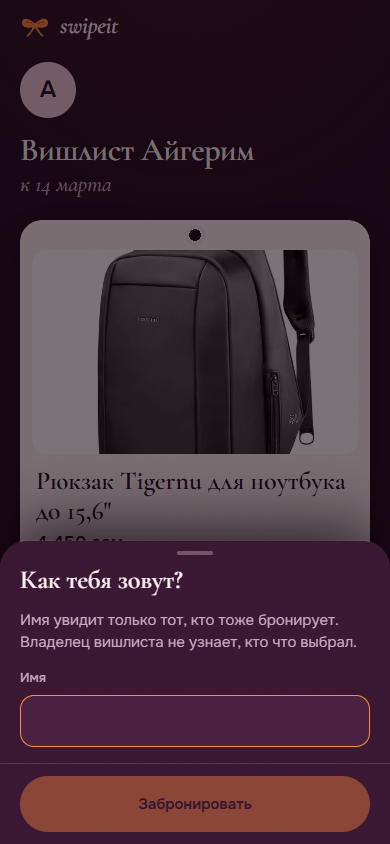 swipeit
A
Вишлист Айгерим
к 14 марта
Рюкзак Tigernu для ноутбука
до 15,6"
Как тебя зовут?
Имя увидит только тот, кто тоже бронирует.
Владелец вишлиста не узнает, кто что выбрал.
Имя
Забронировать